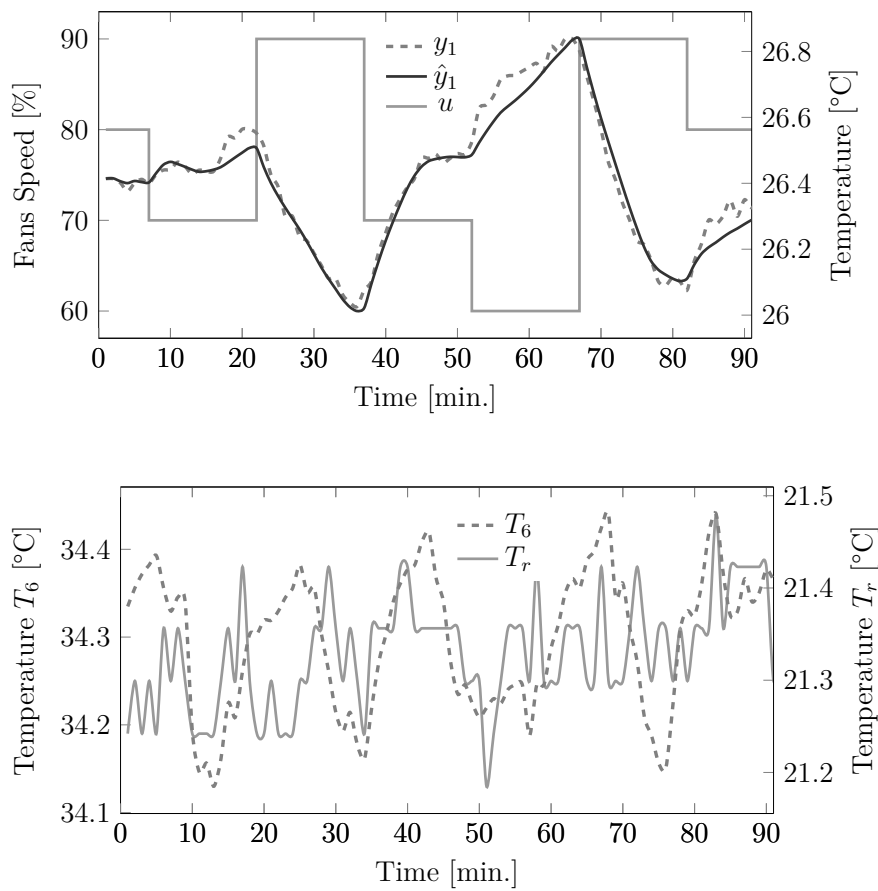 Fans Speed [%]
90
80
70
60
y₁
ŷ₁
u
26.8
26.6
26.4
26.2
26
Temperature [°C]
0 10 20 30 40 50 60 70 80 90
Time [min.]
Temperature T₆ [°C]
34.4
34.3
34.2
34.1
T₆
Tᵣ
21.5
21.4
21.3
21.2
Temperature Tᵣ [°C]
0 10 20 30 40 50 60 70 80 90
Time [min.]